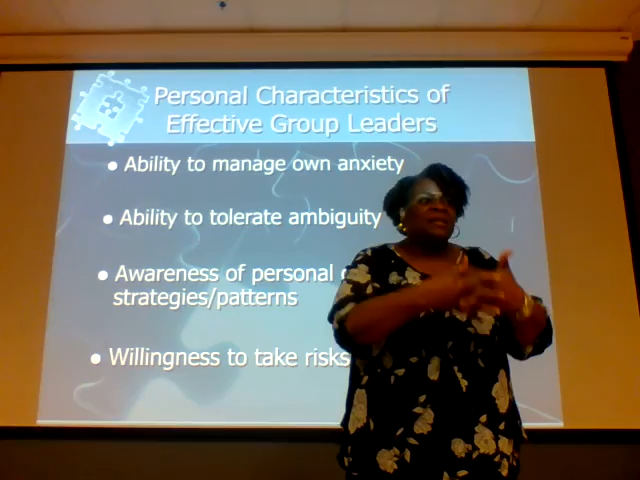 Personal Characteristics of
Effective Group Leaders
• Ability to manage own anxiety
• Ability to tolerate ambiguity
• Awareness of personal
strategies/patterns
• Willingness to take risks